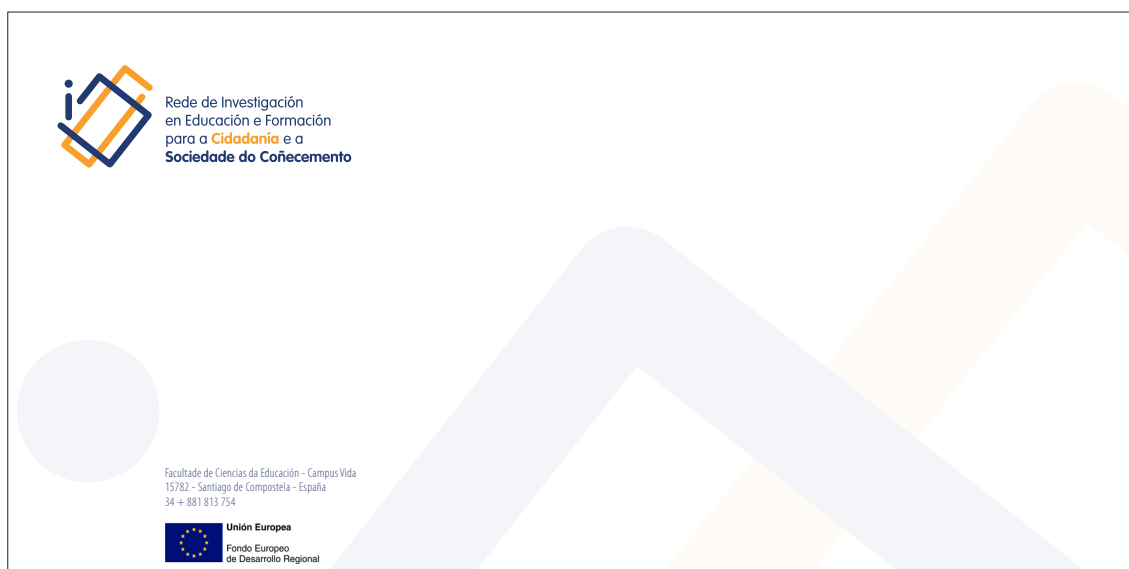 Rede de Investigación
en Educación e Formación
para a Cidadanía e a
Sociedade do Coñecemento
Facultade de Ciencias da Educación - Campus Vida
15782 - Santiago de Compostela - España
34 + 881 813 754
Unión Europea
Fondo Europeo
de Desarrollo Regional